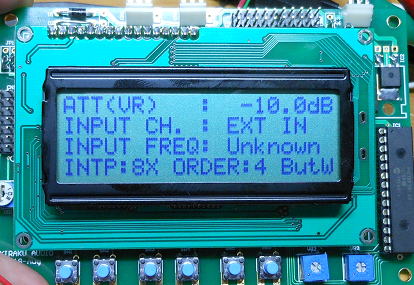 ATT(VR)   :  -10.0dB
INPUT CH. : EXT IN
INPUT FREQ: Unknown
INTP:8X ORDER:4 ButW